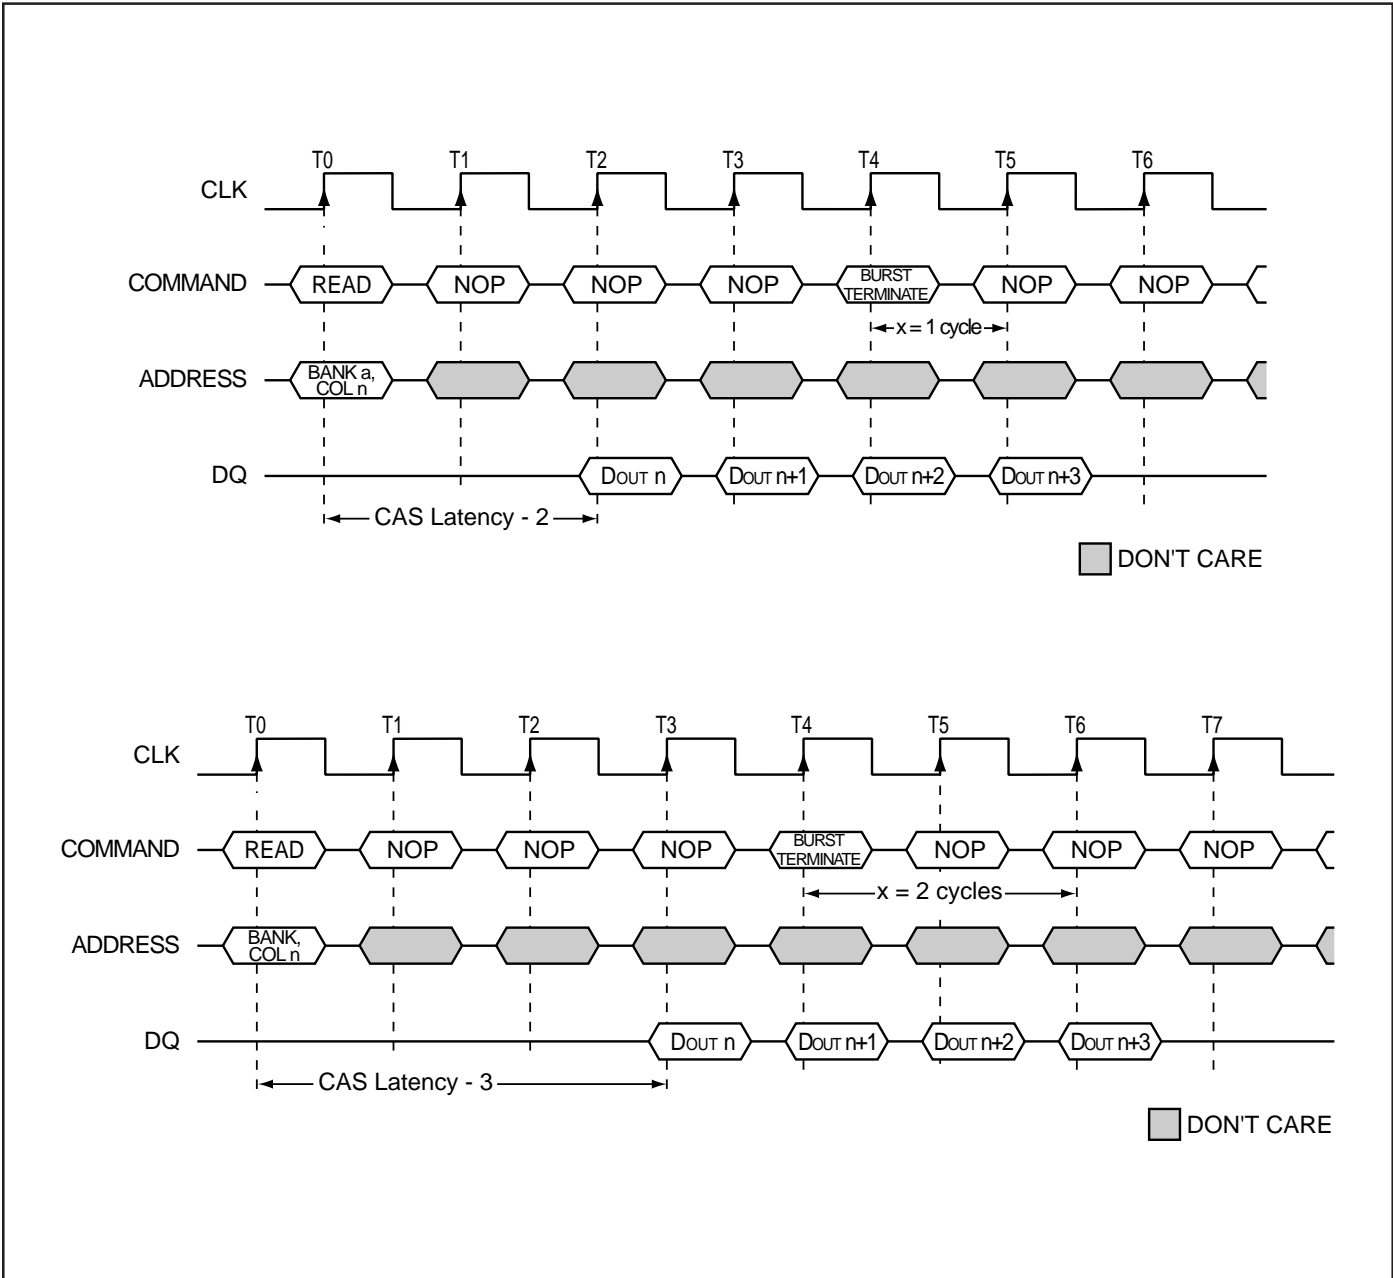 T0 T1 T2 T3 T4 T5 T6
CLK
COMMAND READ NOP NOP NOP BURST TERMINATE NOP NOP
x = 1 cycle
ADDRESS BANK a, COL n
DQ DOUT n DOUT n+1 DOUT n+2 DOUT n+3
CAS Latency - 2
DON'T CARE
T0 T1 T2 T3 T4 T5 T6 T7
CLK
COMMAND READ NOP NOP NOP BURST TERMINATE NOP NOP NOP
x = 2 cycles
ADDRESS BANK, COL n
DQ DOUT n DOUT n+1 DOUT n+2 DOUT n+3
CAS Latency - 3
DON'T CARE